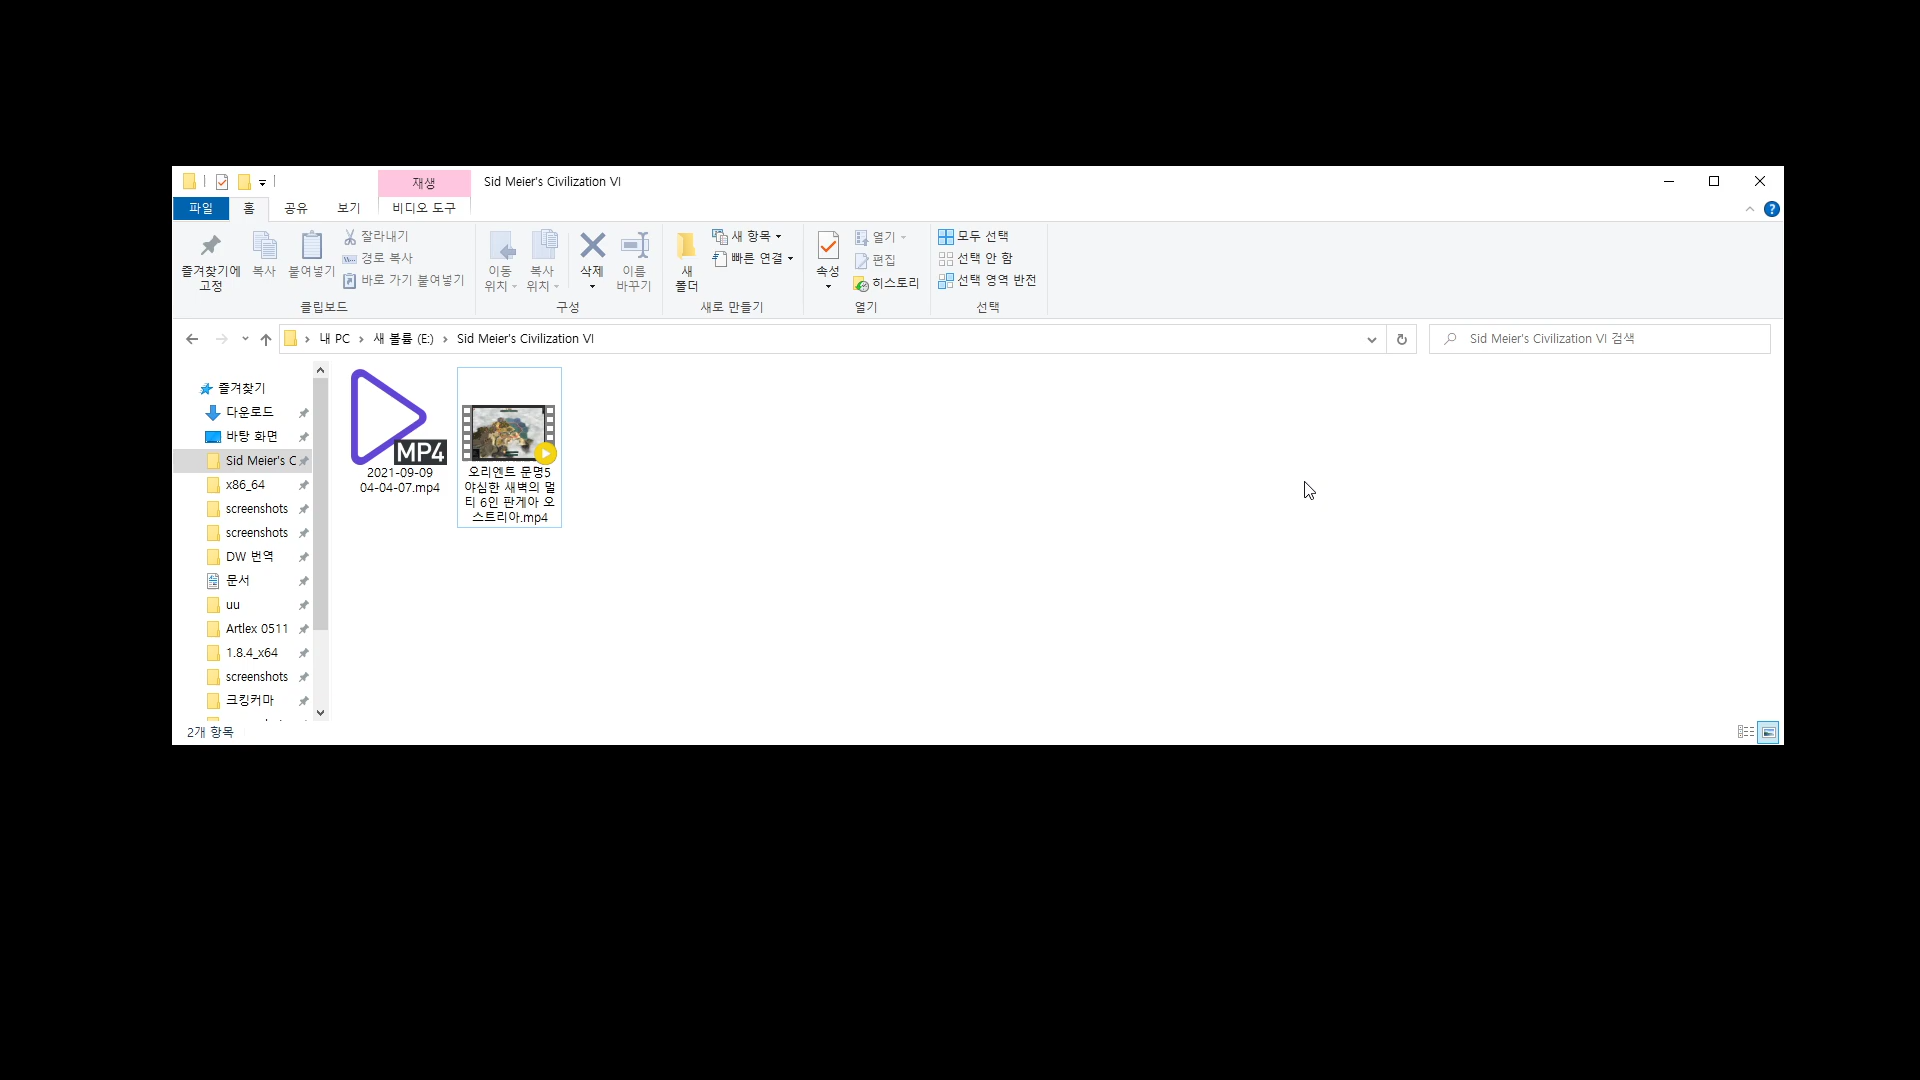 재생
Sid Meier's Civilization VI
파일
홈
공유
보기
비디오 도구
즐겨찾기에
고정
복사
붙여넣기
잘라내기
경로 복사
바로 가기 붙여넣기
클립보드
이동
위치
복사
위치
삭제
이름
바꾸기
구성
새
폴더
새 항목
빠른 연결
새로 만들기
속성
열기
편집
히스토리
열기
모두 선택
선택 안 함
선택 영역 반전
선택
내 PC
새 볼륨 (E:)
Sid Meier's Civilization VI
Sid Meier's Civilization VI 검색
즐겨찾기
다운로드
바탕 화면
Sid Meier's C
x86_64
screenshots
screenshots
DW 번역
문서
uu
Artlex 0511
1.8.4_x64
screenshots
크킹커마
MP4
2021-09-09
04-04-07.mp4
오리엔트 문명5
야심한 새벽의 멀
티 6인 판게아 오
스트리아.mp4
2개 항목